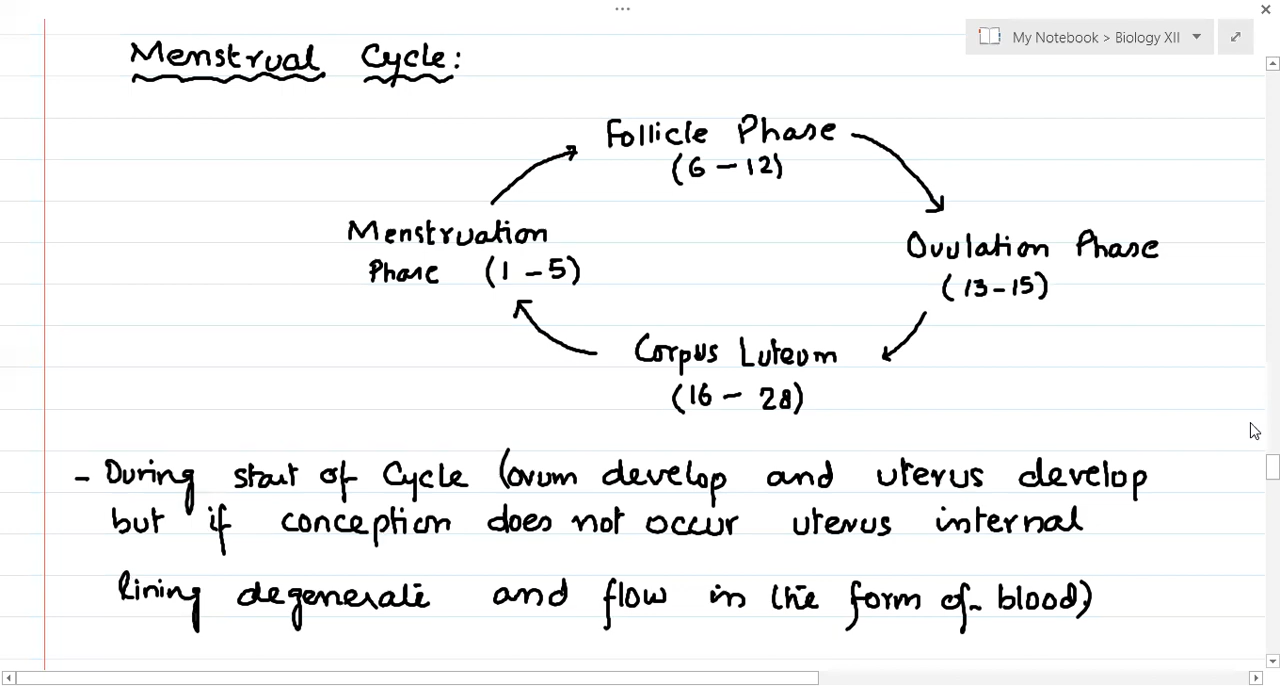 ...
My Notebook > Biology XII
Menstrual Cycle:
Follicle Phase
(6 - 12)
Menstruation
Phase (1 - 5)
Ovulation Phase
(13 - 15)
Corpus Luteum
(16 - 28)
- During start of Cycle (ovum develop and uterus develop
but if conception does not occur uterus internal
lining degenerate and flow in the form of blood)